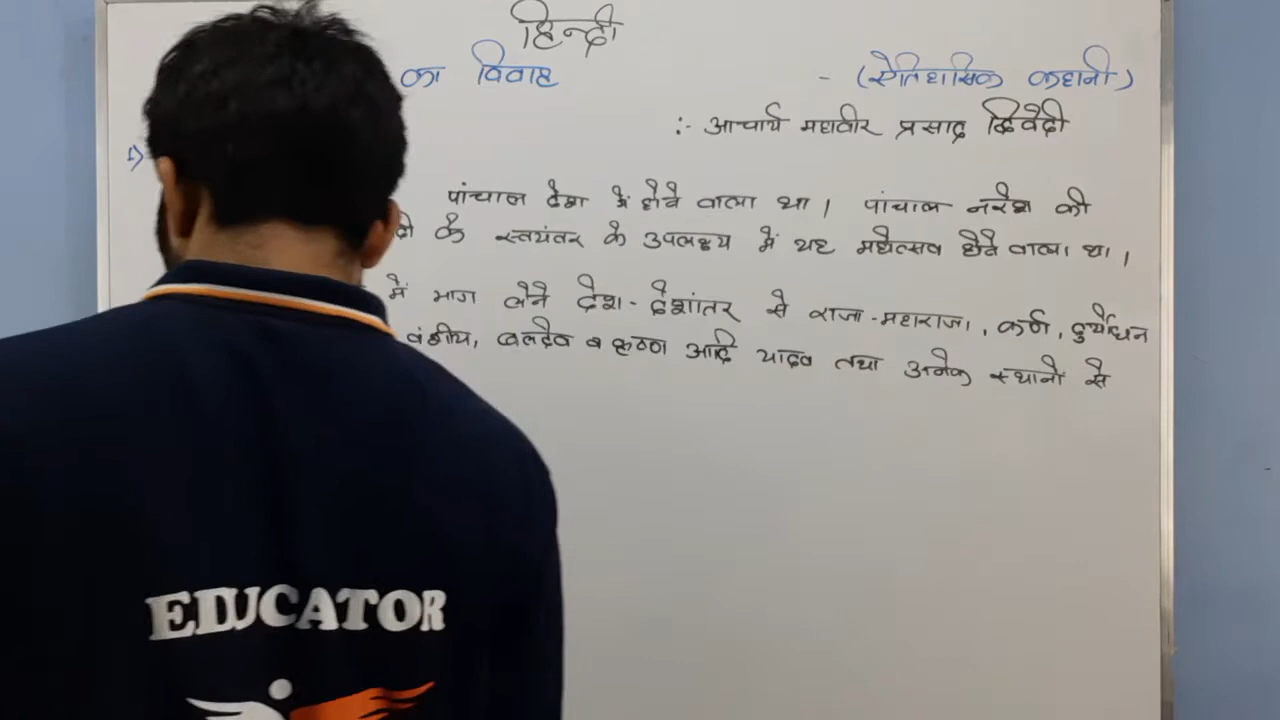 हिन्दी
का विवाह - (ऐतिहासिक कहानी)
:- आचार्य महावीर प्रसाद द्विवेदी
1)
पांचाल देश में होने वाला था। पांचाल नरेश की
के स्वयंवर के उपलक्ष्य में यह महोत्सव होने वाला था।
में भाग लेने देश-देशांतर से राजा-महाराजा, कर्ण, दुर्योधन
वंशीय, बलदेव व कृष्ण आदि यादव तथा अनेक स्थानों से
EDUCATOR